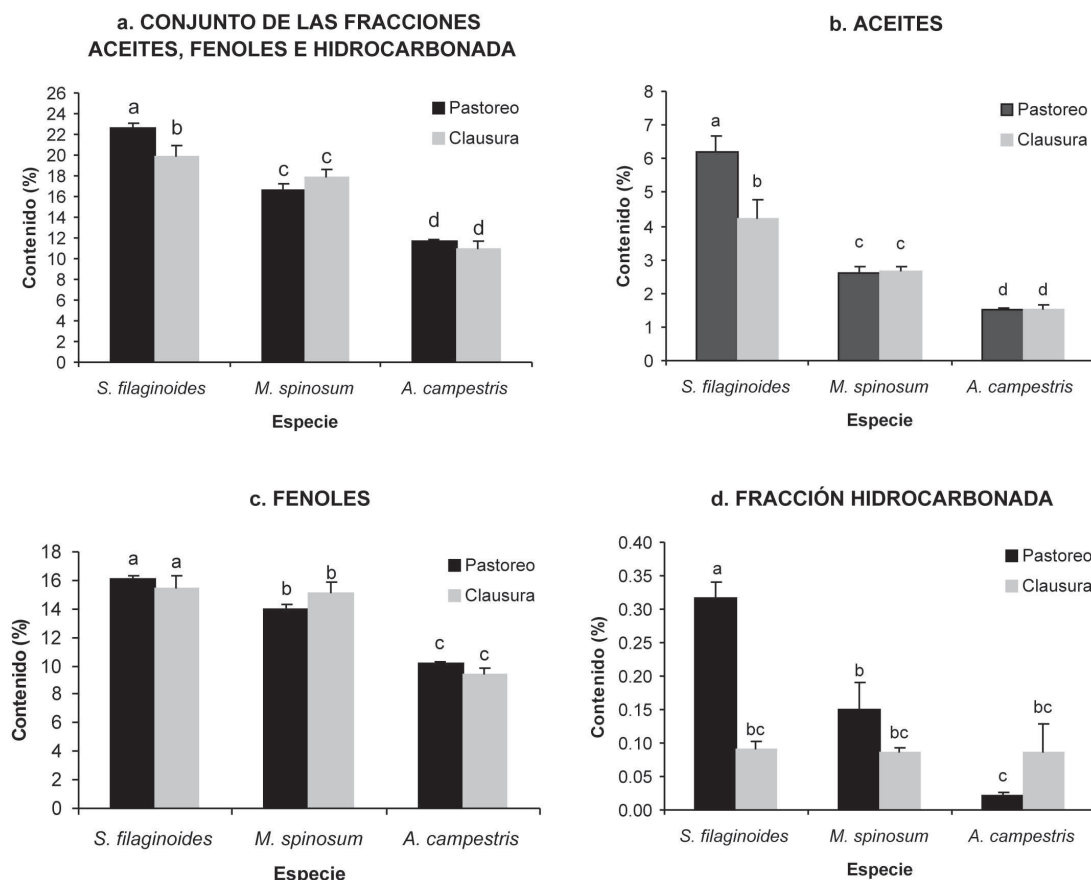 a. CONJUNTO DE LAS FRACCIONES
ACEITES, FENOLES E HIDROCARBONADA
Contenido (%)
26
24
22
20
18
16
14
12
10
8
6
4
2
0
a
b
c
c
d
d
Pastoreo
Clausura
S. filaginoides
M. spinosum
A. campestris
Especie
b. ACEITES
Contenido (%)
8
7
6
5
4
3
2
1
0
a
b
c
c
d
d
Pastoreo
Clausura
S. filaginoides
M. spinosum
A. campestris
Especie
c. FENOLES
Contenido (%)
18
16
14
12
10
8
6
4
2
0
a
a
b
b
c
c
Pastoreo
Clausura
S. filaginoides
M. spinosum
A. campestris
Especie
d. FRACCIÓN HIDROCARBONADA
Contenido (%)
0.40
0.35
0.30
0.25
0.20
0.15
0.10
0.05
0.00
a
bc
b
bc
c
bc
Pastoreo
Clausura
S. filaginoides
M. spinosum
A. campestris
Especie